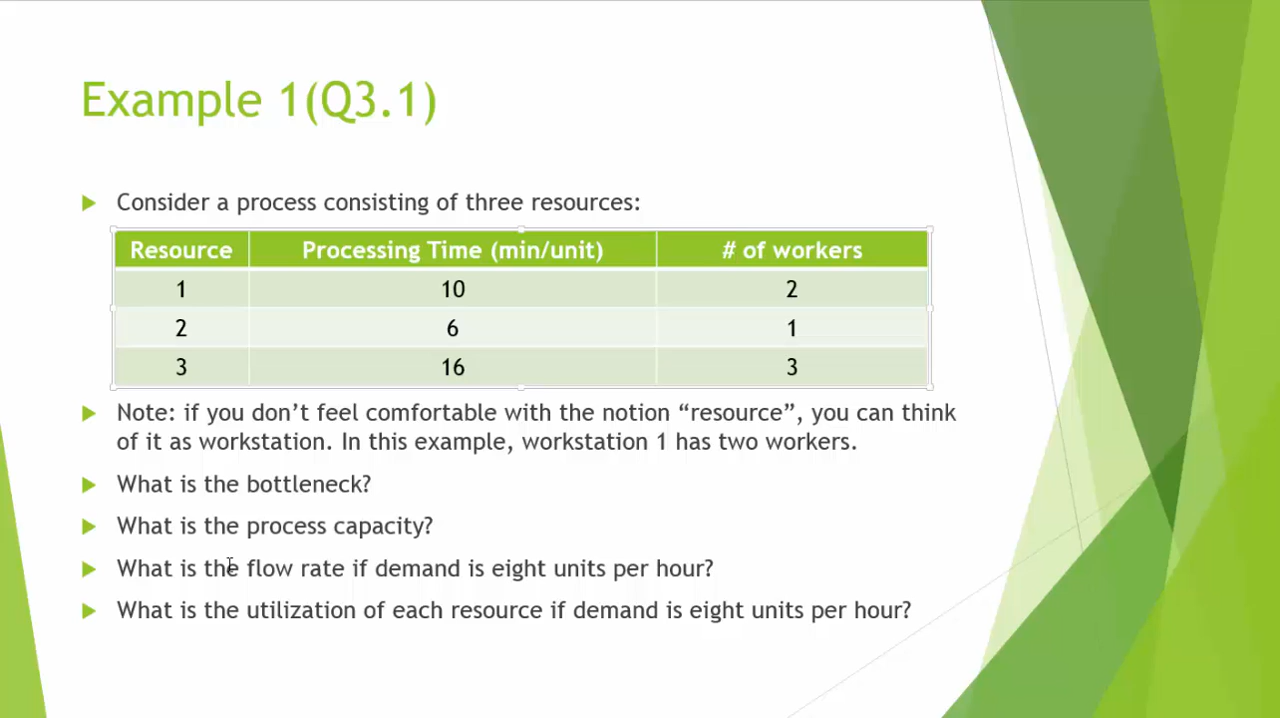 Example 1(Q3.1)
Consider a process consisting of three resources:
Resource Processing Time (min/unit) # of workers
1 10 2
2 6 1
3 16 3
Note: if you don’t feel comfortable with the notion “resource”, you can think
of it as workstation. In this example, workstation 1 has two workers.
What is the bottleneck?
What is the process capacity?
What is the flow rate if demand is eight units per hour?
What is the utilization of each resource if demand is eight units per hour?